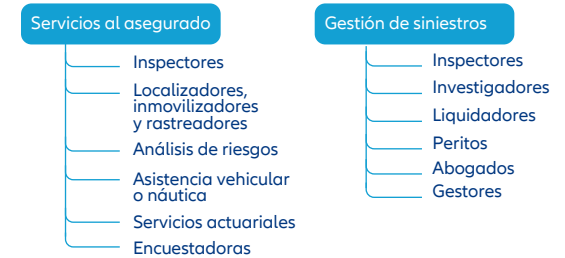 Servicios al asegurado
Inspectores
Localizadores,
inmovilizadores
y rastreadores
Análisis de riesgos
Asistencia vehicular
o náutica
Servicios actuariales
Encuestadoras
Gestión de siniestros
Inspectores
Investigadores
Liquidadores
Peritos
Abogados
Gestores